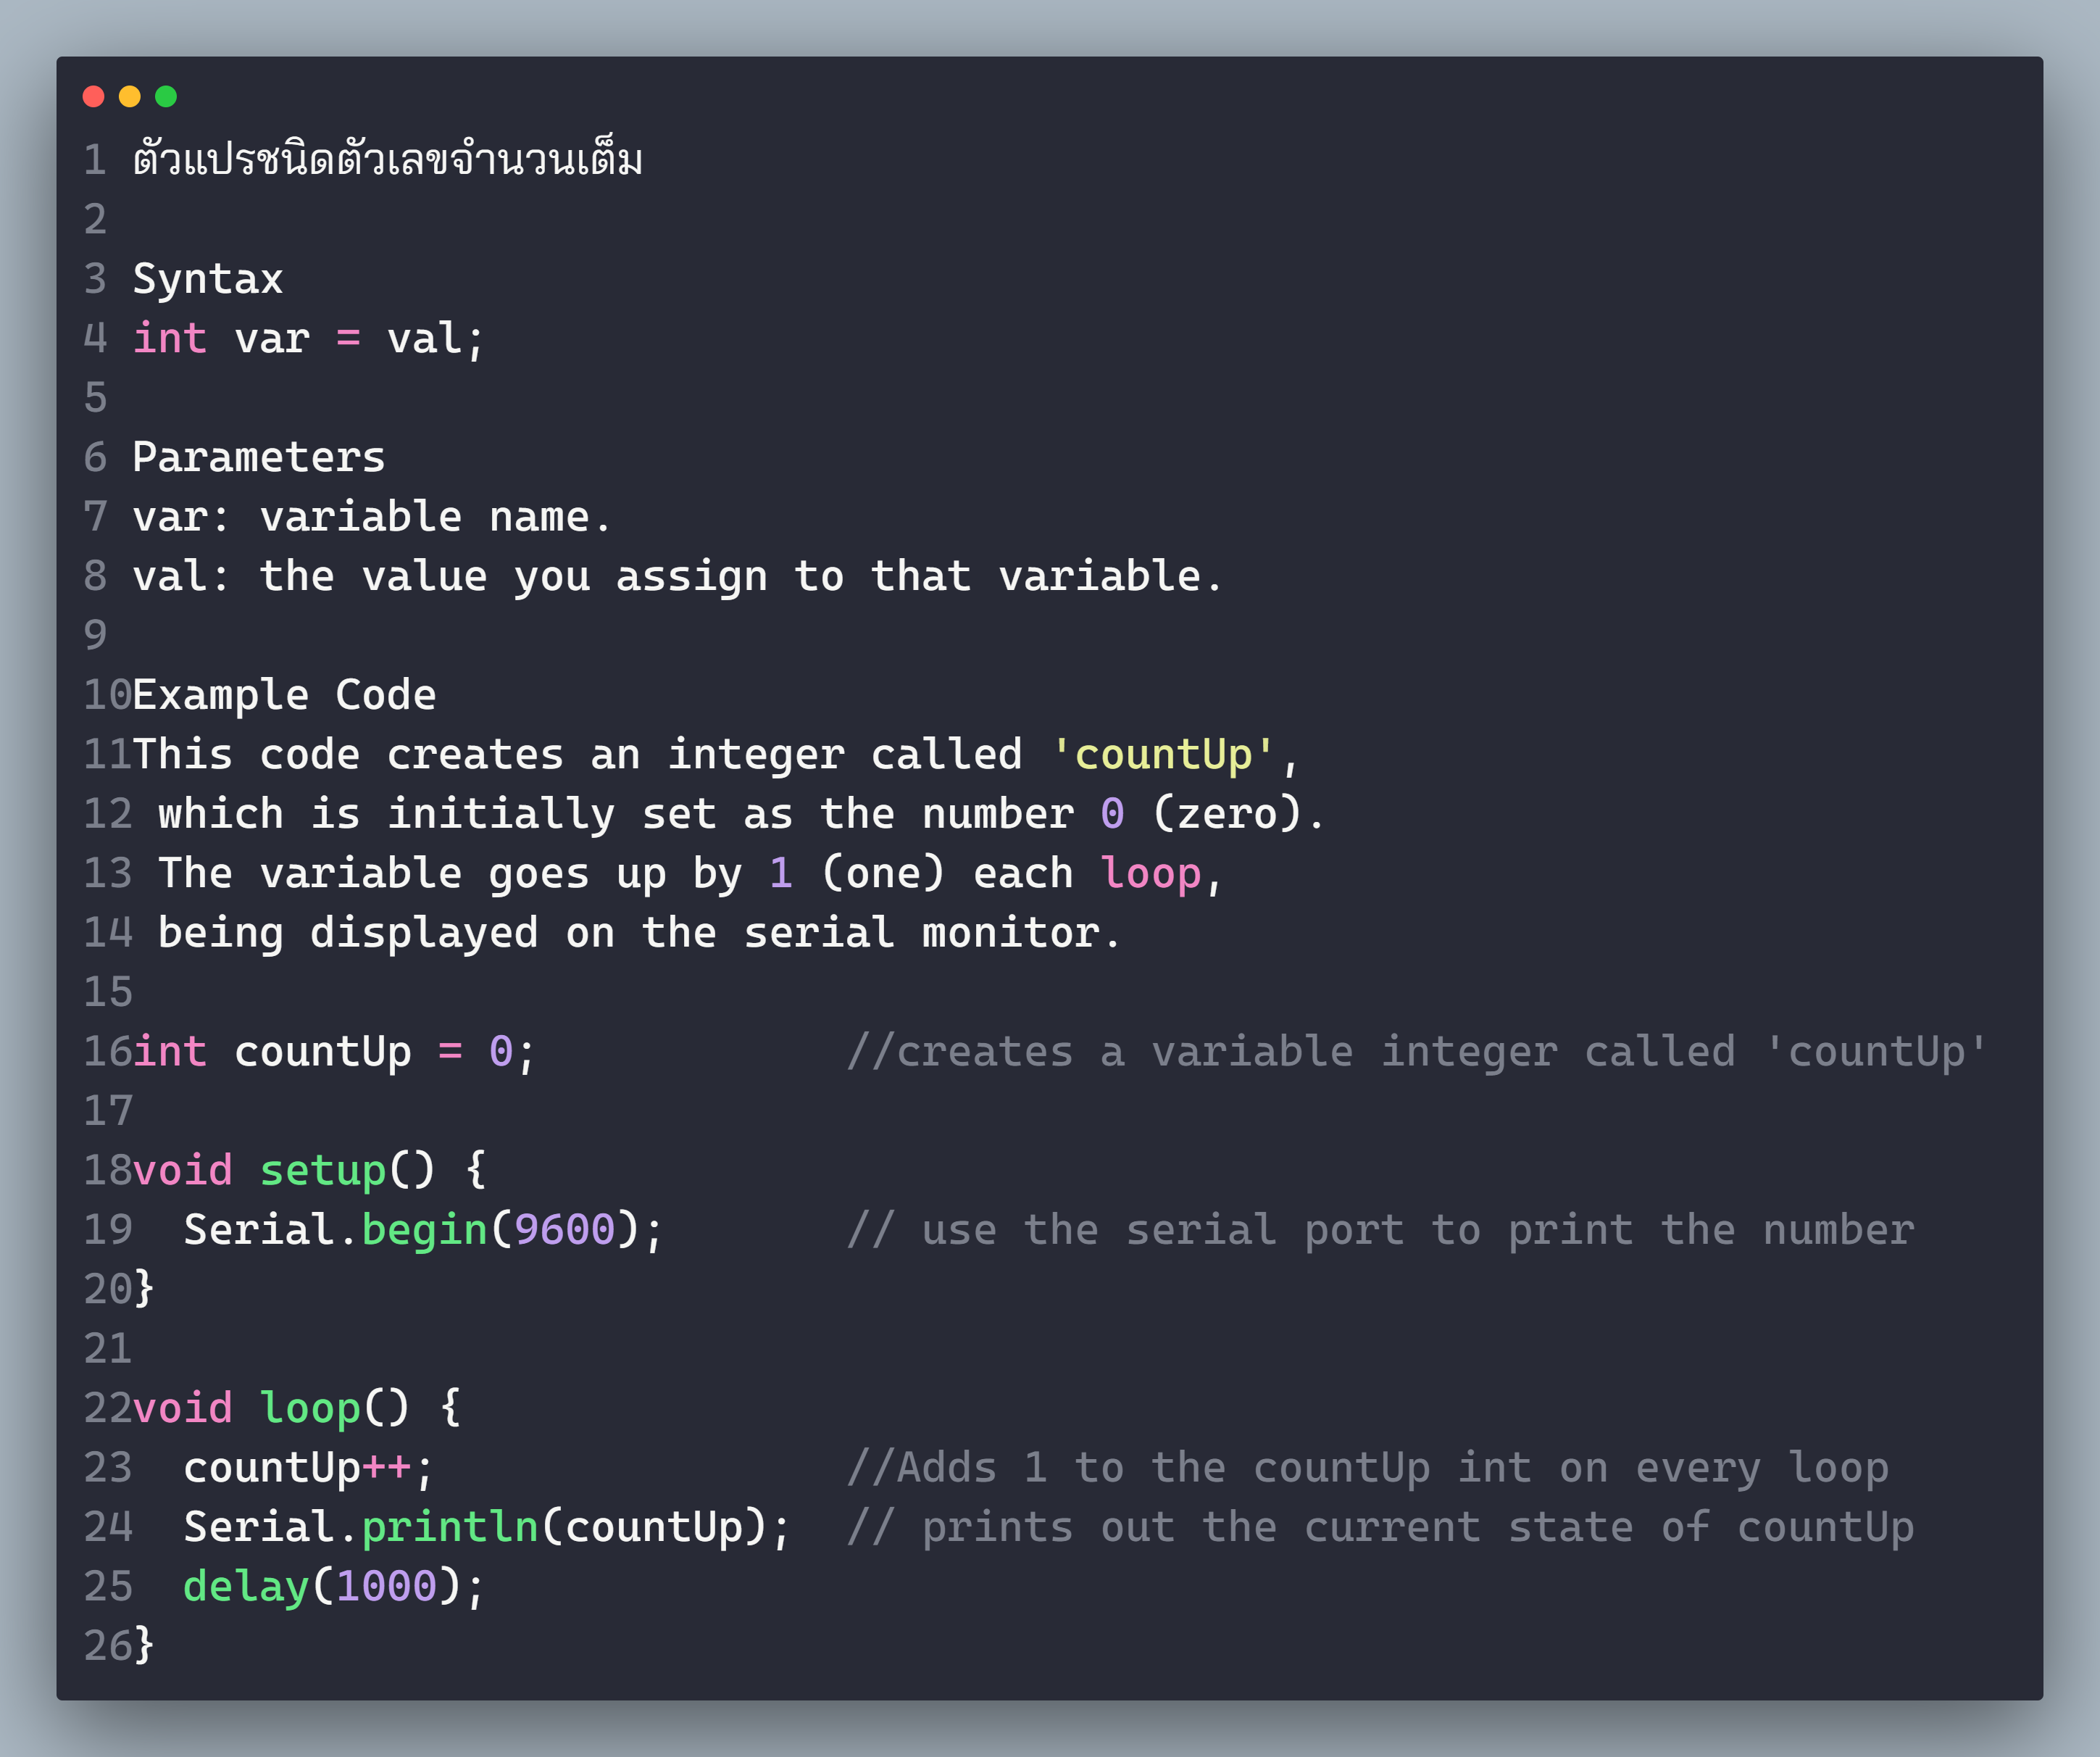 1 ตัวแปรชนิดตัวเลขจำนวนเต็ม
2
3 Syntax
4 int var = val;
5
6 Parameters
7 var: variable name.
8 val: the value you assign to that variable.
9
10Example Code
11This code creates an integer called 'countUp',
12 which is initially set as the number 0 (zero).
13 The variable goes up by 1 (one) each loop,
14 being displayed on the serial monitor.
15
16int countUp = 0;            //creates a variable integer called 'countUp'
17
18void setup() {
19  Serial.begin(9600);       // use the serial port to print the number
20}
21
22void loop() {
23  countUp++;                //Adds 1 to the countUp int on every loop
24  Serial.println(countUp);  // prints out the current state of countUp
25  delay(1000);
26}